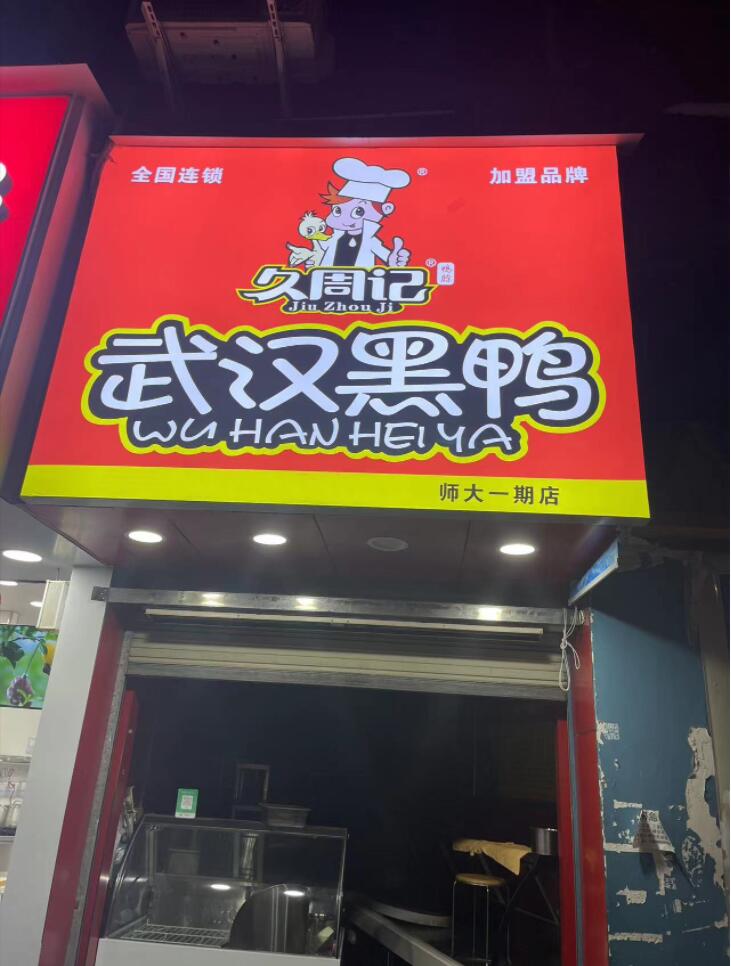 全国连锁
加盟品牌
久周记
Jiu Zhou Ji
武汉黑鸭
WU HAN HEI YA
师大一期店